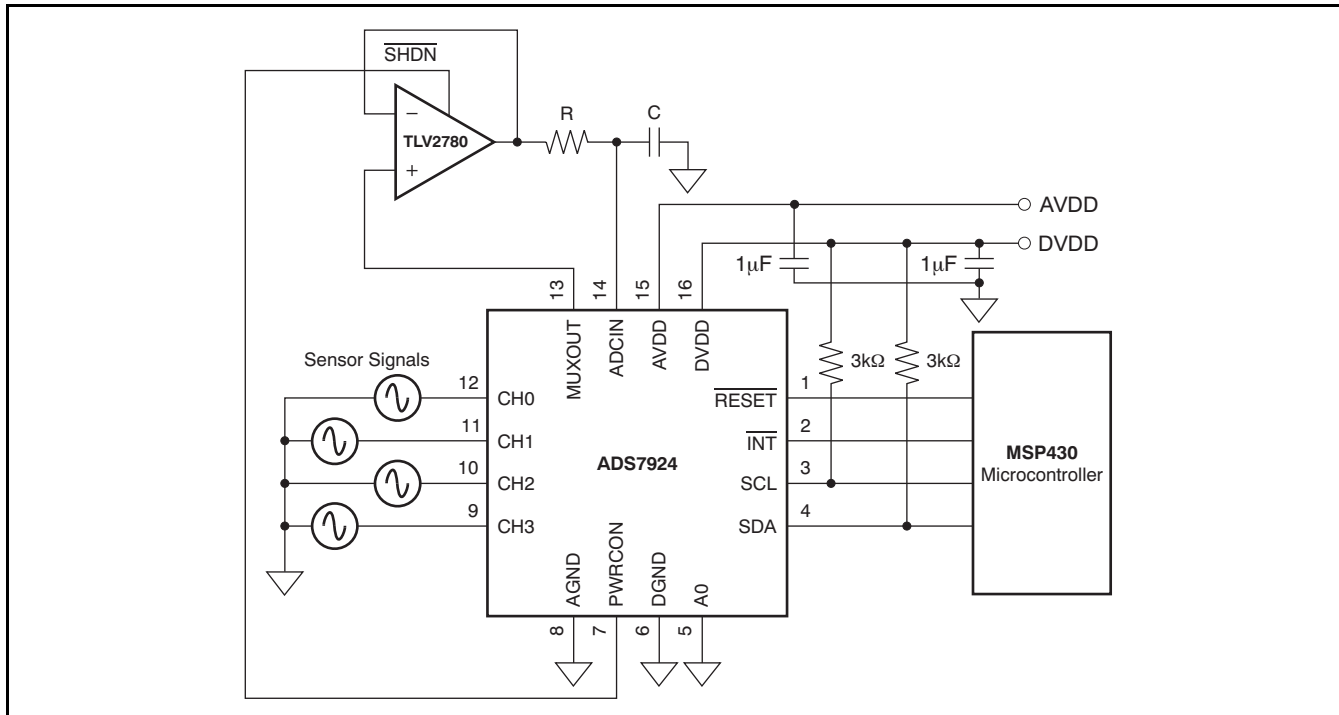 SHDN
−
TLV2780
+
R
C
AVDD
DVDD
1μF
1μF
13
14
15
16
MUXOUT
ADCIN
AVDD
DVDD
3kΩ
3kΩ
Sensor Signals
12
CH0
11
CH1
10
CH2
9
CH3
ADS7924
RESET
1
INT
2
SCL
3
SDA
4
MSP430
Microcontroller
AGND
PWRCON
DGND
A0
8
7
6
5